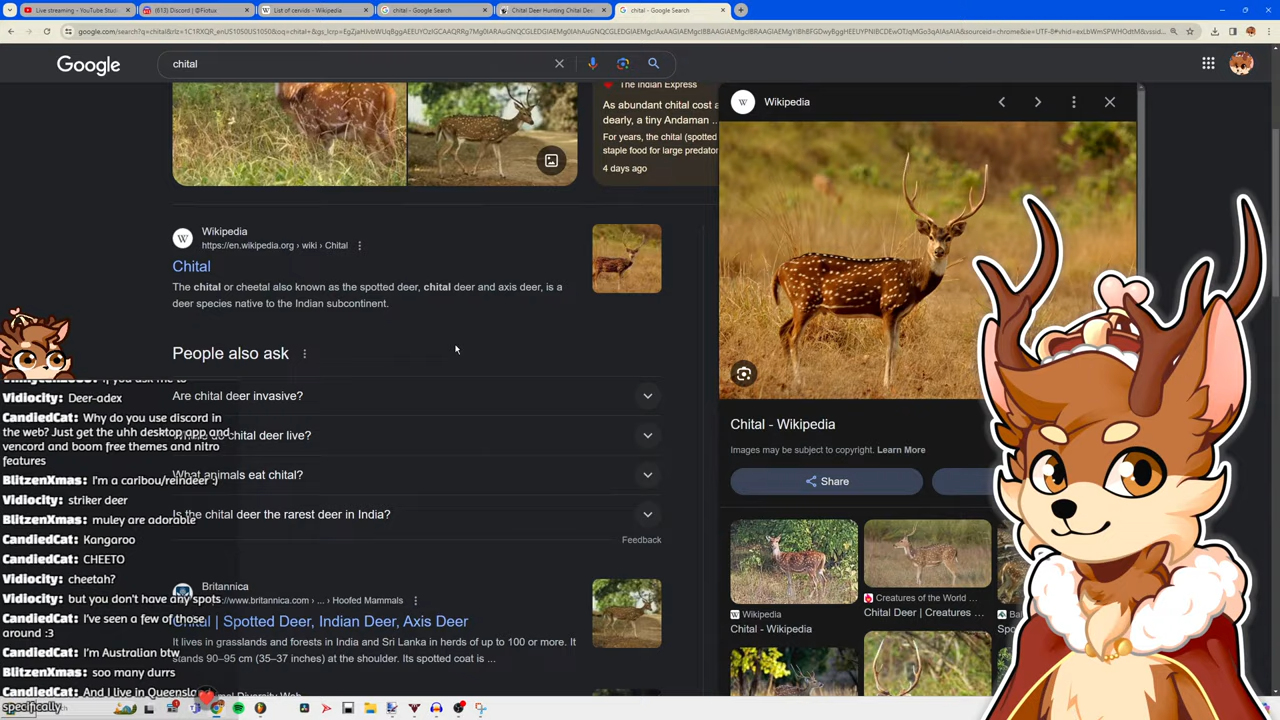 Live streaming - YouTube Stud
(613) Discord | @Fiotux
List of cervids - Wikipedia
chital - Google Search
Chital Deer Hunting Chital Dee
chital - Google Search
Google
chital
The Indian Express
As abundant chital cost a
dearly, a tiny Andaman ..
For years, the chital (spotted
staple food for large predator
4 days ago
Wikipedia
https://en.wikipedia.org › wiki › Chital
Chital
The chital or cheetal also known as the spotted deer, chital deer and axis deer, is a
deer species native to the Indian subcontinent.
People also ask
Are chital deer invasive?
chital deer live?
What animals eat chital?
Is the chital deer the rarest deer in India?
Feedback
Britannica
://www.britannica.com › ... › Hoofed Mammals
| Spotted Deer, Indian Deer, Axis Deer
It lives in grasslands and forests in India and Sri Lanka in herds of up to 100 or more. It
stands 90–95 cm (35–37 inches) at the shoulder. Its spotted coat is ...
Wikipedia
Chital - Wikipedia
Images may be subject to copyright. Learn More
Share
Wikipedia
Chital - Wikipedia
Creatures of the World ...
Chital Deer | Creatures ...
if you ask me to
Vidiocity: Deer-adex
CandiedCat: Why do you use discord in
the web? Just get the uhh desktop app and
vencord and boom free themes and nitro
features
BlitzenXmas: I'm a caribou/reindeer :)
Vidiocity: striker deer
BlitzenXmas: muley are adorable
CandiedCat: Kangaroo
CandiedCat: CHEETO
Vidiocity: cheetah?
Vidiocity: but you don't have any spots
CandiedCat: I've seen a few of those
around :3
CandiedCat: I'm Australian btw
BlitzenXmas: soo many durrs
CandiedCat: And I live in Queensla
specifically